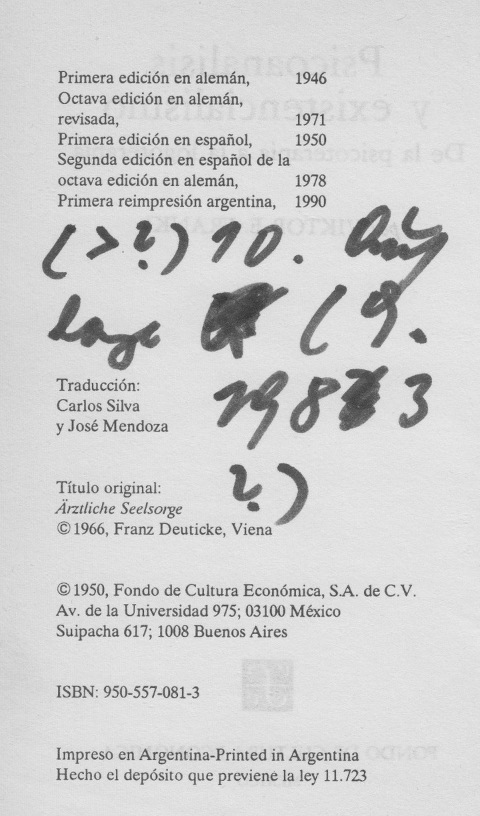 Primera edición en alemán, 1946
Octava edición en alemán,
revisada, 1971
Primera edición en español, 1950
Segunda edición en español de la
octava edición en alemán, 1978
Primera reimpresión argentina, 1990
(>?) 10.
(9.
1983
?)
Traducción:
Carlos Silva
y José Mendoza
Título original:
Ärztliche Seelsorge
© 1966, Franz Deuticke, Viena
© 1950, Fondo de Cultura Económica, S.A. de C.V.
Av. de la Universidad 975; 03100 México
Suipacha 617; 1008 Buenos Aires
ISBN: 950-557-081-3
Impreso en Argentina-Printed in Argentina
Hecho el depósito que previene la ley 11.723